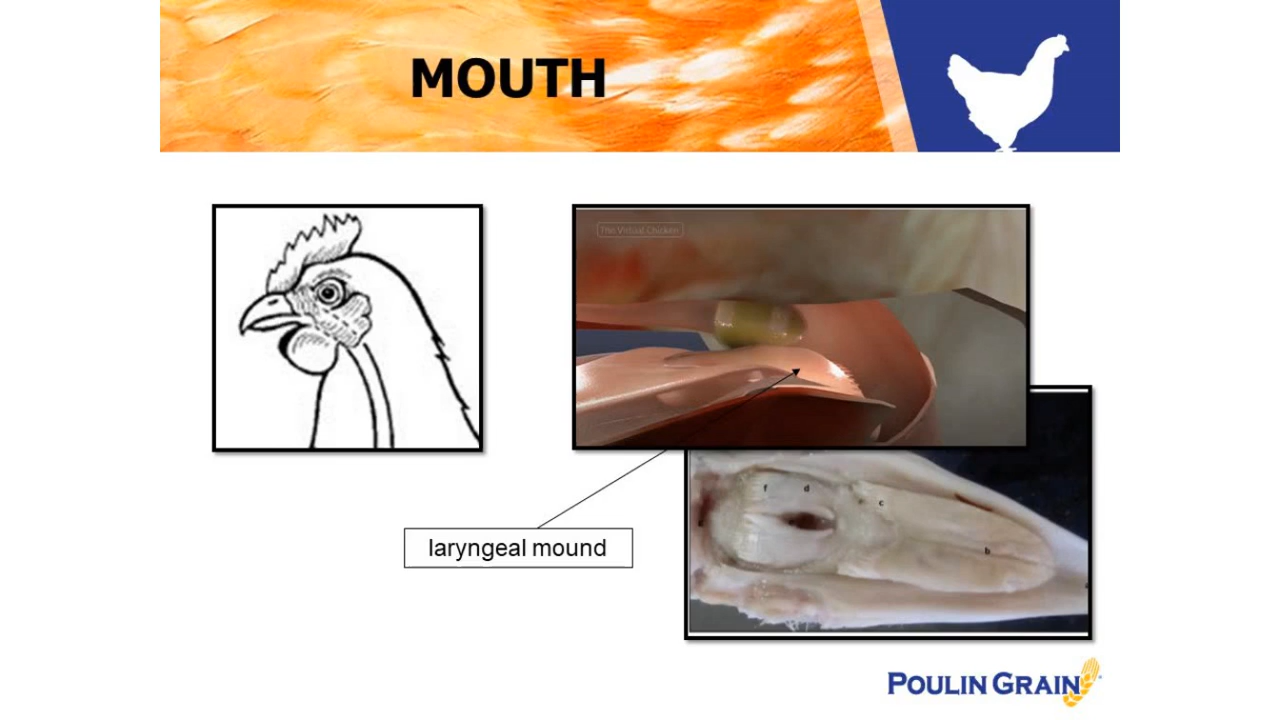 MOUTH
The Virtual Chicken
laryngeal mound
f
d
c
b
POULIN GRAIN